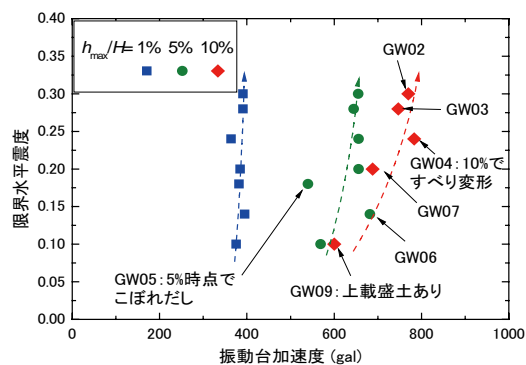 hmax/H= 1% 5% 10%
0.40
0.35
0.30
0.25
0.20
0.15
0.10
0.05
0.00
限界水平震度
GW02
GW03
GW04：10%で
すべり変形
GW07
GW06
GW05：5%時点で
こぼれだし
GW09：上載盛土あり
0 200 400 600 800 1000
振動台加速度 (gal)